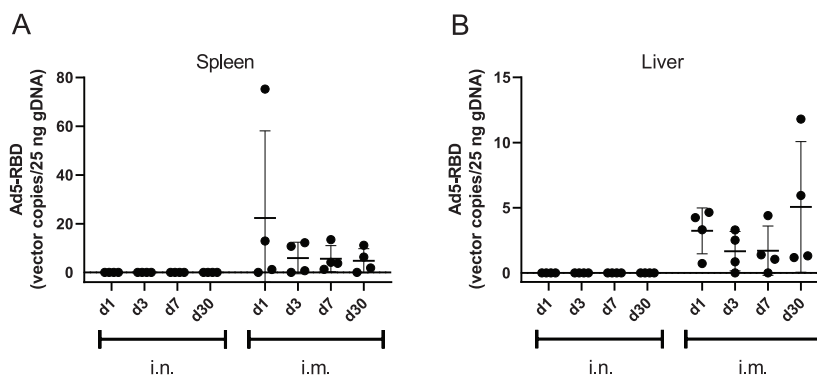 A
Spleen
Ad5-RBD
(vector copies/25 ng gDNA)
80
60
40
20
0
d1
d3
d7
d30
d1
d3
d7
d30
i.n.
i.m.
B
Liver
Ad5-RBD
(vector copies/25 ng gDNA)
15
10
5
0
d1
d3
d7
d30
d1
d3
d7
d30
i.n.
i.m.